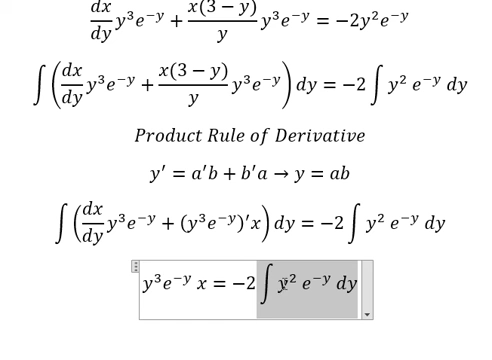 dx/dy y³e⁻ʸ + x(3 − y)/y y³e⁻ʸ = −2y²e⁻ʸ
∫(dx/dy y³e⁻ʸ + x(3 − y)/y y³e⁻ʸ) dy = −2 ∫ y² e⁻ʸ dy
Product Rule of Derivative
y′ = a′b + b′a → y = ab
∫(dx/dy y³e⁻ʸ + (y³e⁻ʸ)′x) dy = −2 ∫ y² e⁻ʸ dy
y³e⁻ʸ x = −2 ∫ y² e⁻ʸ dy